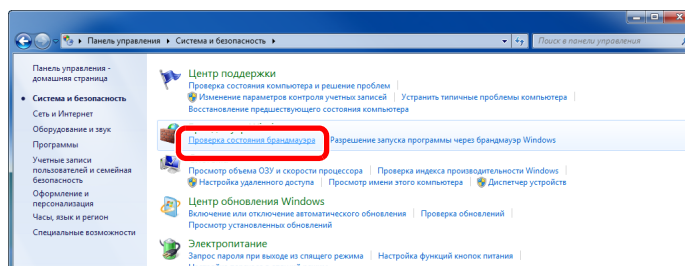 Панель управления ▸ Система и безопасность ▸
Поиск в панели управления
Панель управления -
домашняя страница
Система и безопасность
Сеть и Интернет
Оборудование и звук
Программы
Учетные записи
пользователей и семейная
безопасность
Оформление и
персонализация
Часы, язык и регион
Специальные возможности
Центр поддержки
Проверка состояния компьютера и решение проблем
Изменение параметров контроля учетных записей
Устранить типичные проблемы компьютера
Восстановление предшествующего состояния компьютера
Проверка состояния брандмауэра
Разрешение запуска программы через брандмауэр Windows
Просмотр объема ОЗУ и скорости процессора
Проверка индекса производительности Windows
Настройка удаленного доступа
Просмотр имени этого компьютера
Диспетчер устройств
Центр обновления Windows
Включение или отключение автоматического обновления
Проверка обновлений
Просмотр установленных обновлений
Электропитание
Запрос пароля при выходе из спящего режима
Настройка функций кнопок питания